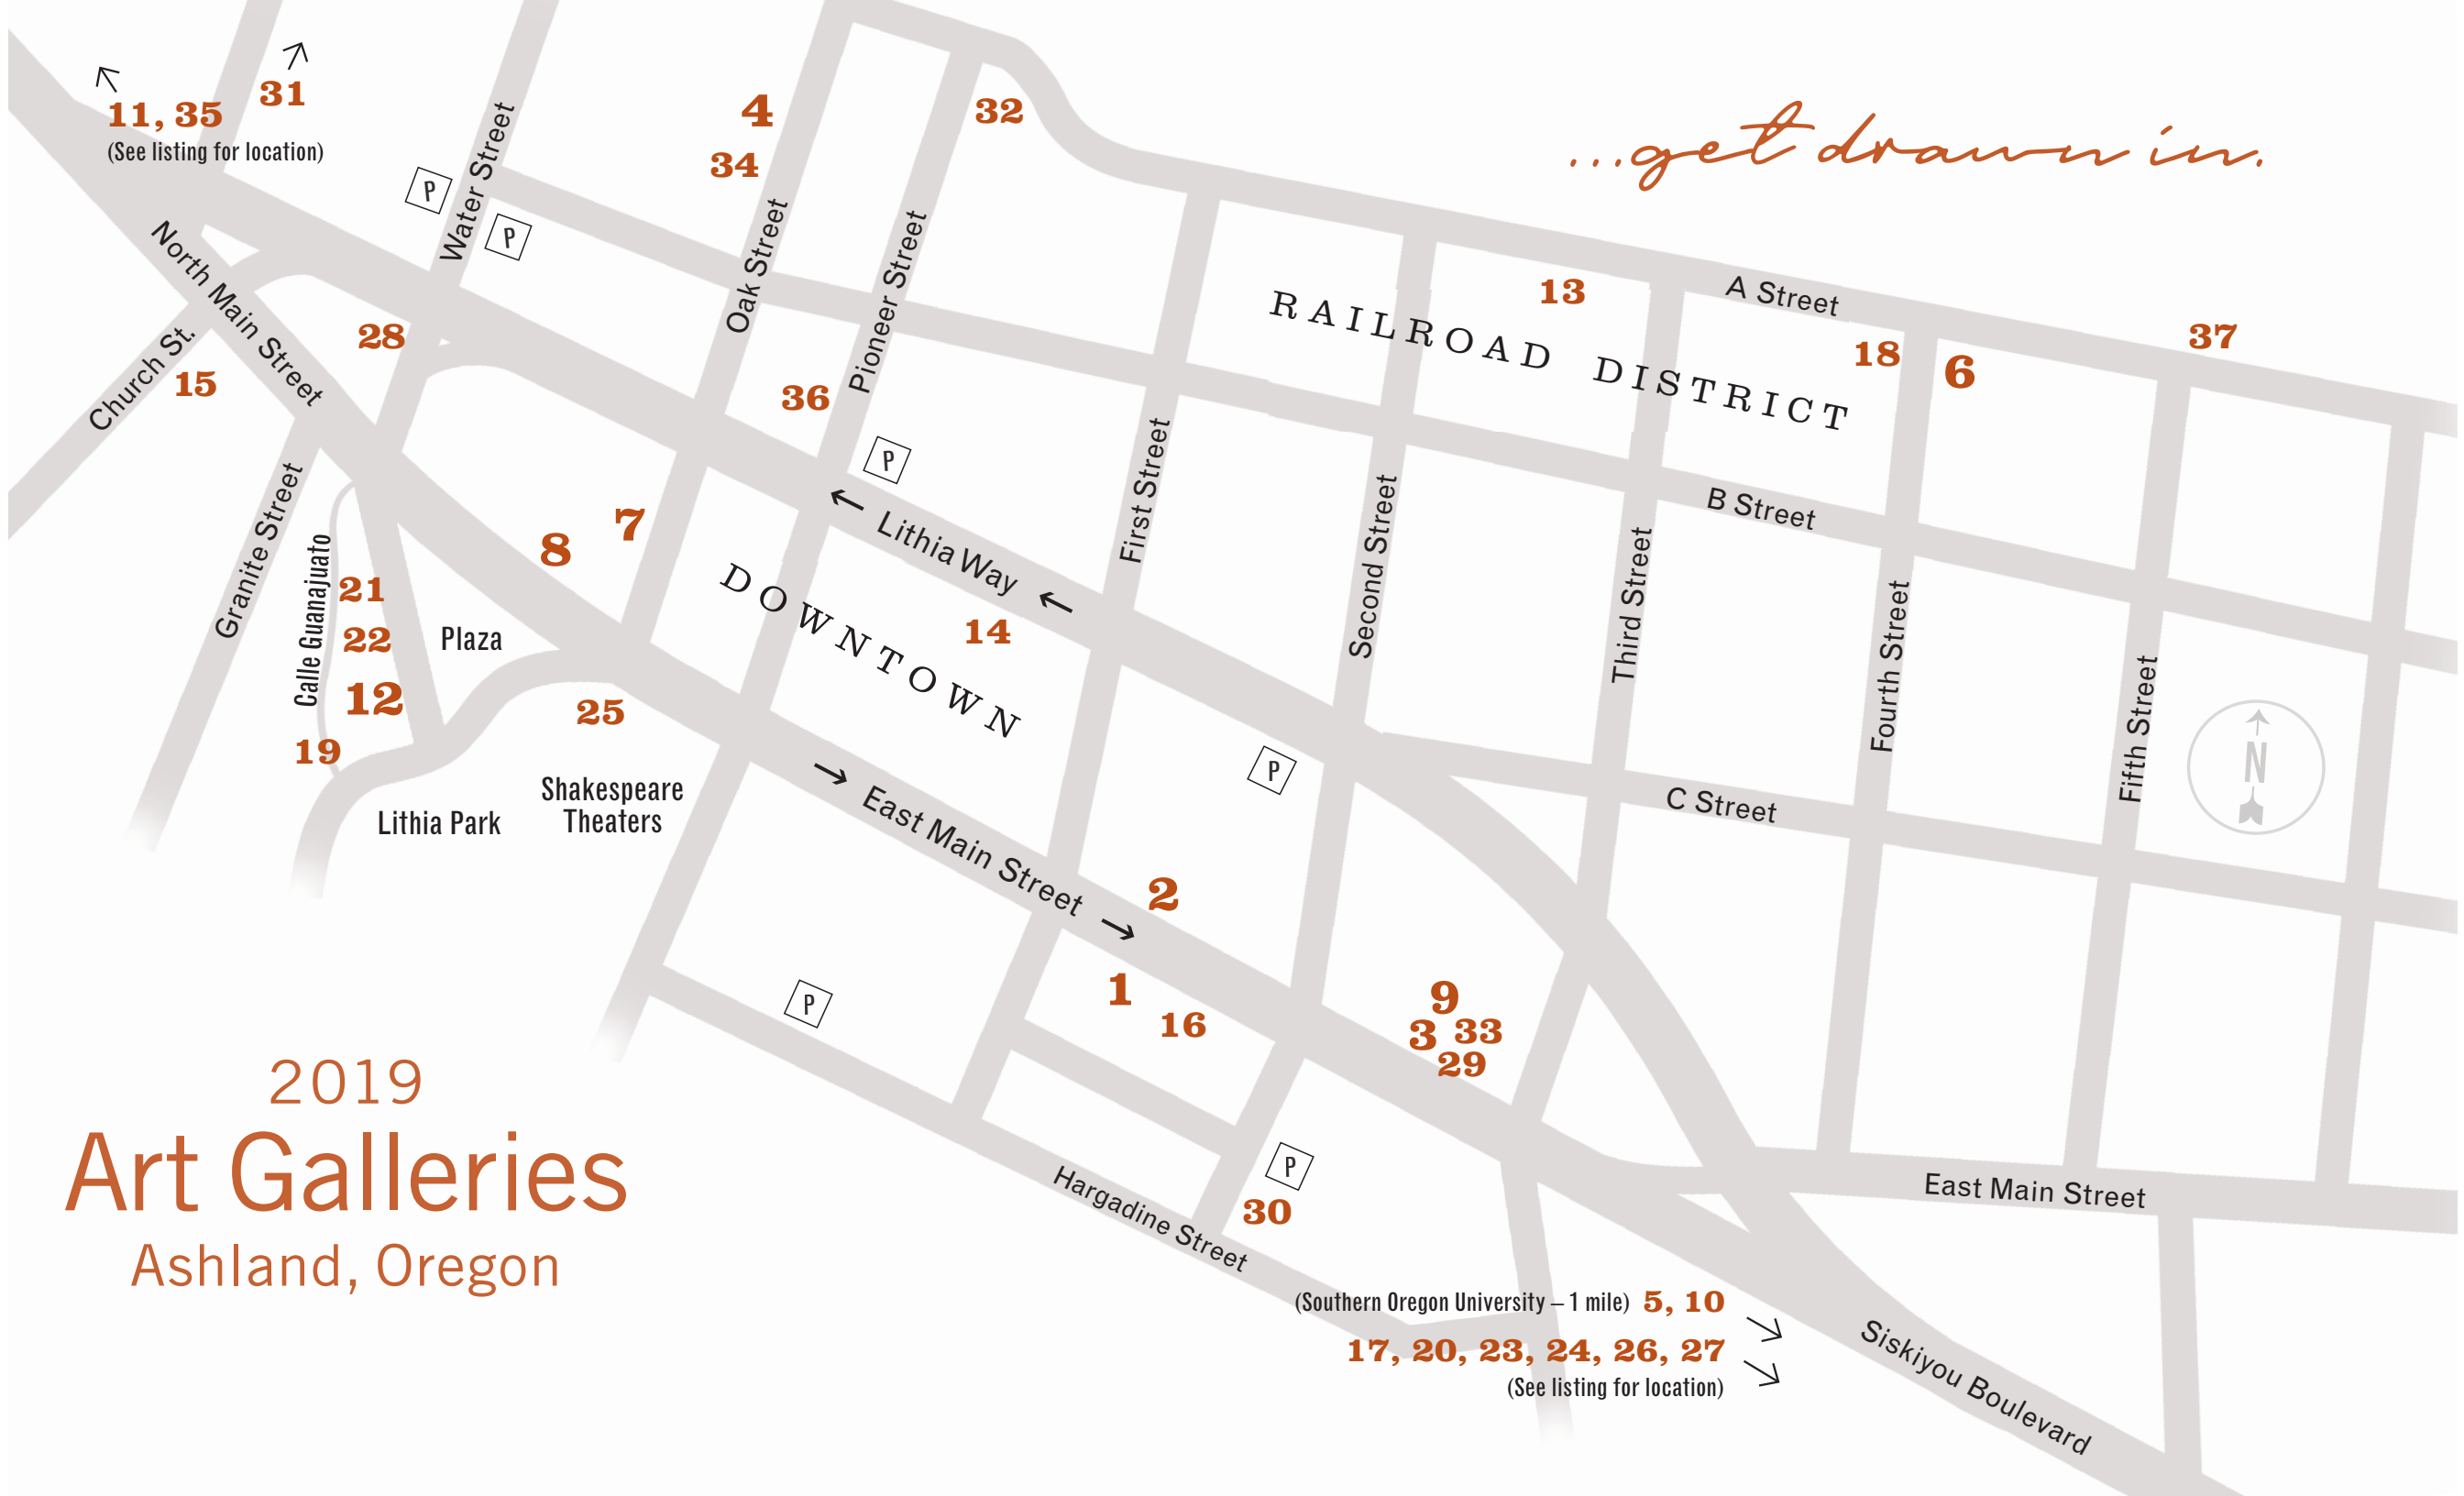 ...get drawn in.
31
11, 35
(See listing for location)
4
34
32
P
P
Water Street
Oak Street
Pioneer Street
North Main Street
Church St.
28
15
36
P
13
RAILROAD DISTRICT
A Street
18
6
37
B Street
First Street
Second Street
Third Street
Fourth Street
Fifth Street
N
Granite Street
Calle Guanajuato
21
22
12
19
Plaza
8
7
25
Lithia Way
14
DOWNTOWN
P
Lithia Park
Shakespeare
Theaters
East Main Street
C Street
2
1
16
9
3 33
29
P
P
30
Hargadine Street
East Main Street
2019
Art Galleries
Ashland, Oregon
(Southern Oregon University – 1 mile) 5, 10
17, 20, 23, 24, 26, 27
(See listing for location)
Siskiyou Boulevard